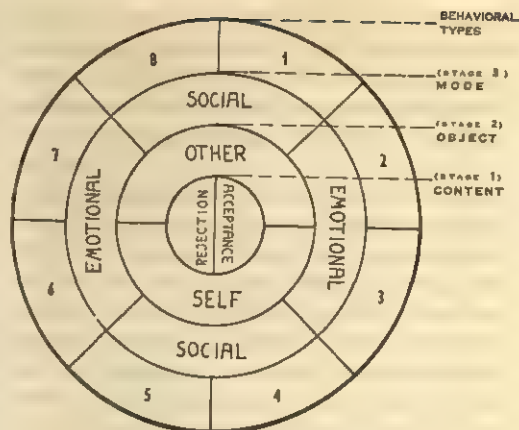 BEHAVIORAL
TYPES
(STAGE 3)
MODE
(STAGE 2)
OBJECT
(STAGE 1)
CONTENT
8
1
SOCIAL
7
OTHER
2
EMOTIONAL
REJECTION
ACCEPTANCE
EMOTIONAL
6
SELF
3
SOCIAL
5
4